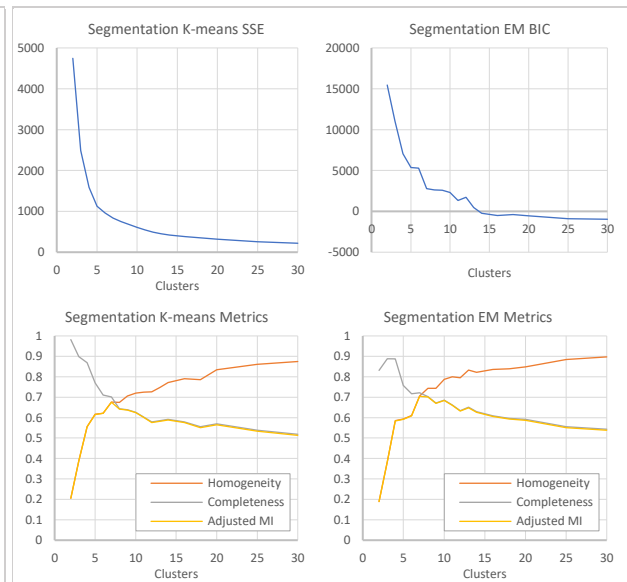 Segmentation K-means SSE
5000
4000
3000
2000
1000
0
0 5 10 15 20 25 30
Clusters
Segmentation EM BIC
20000
15000
10000
5000
0
-5000
0 5 10 15 20 25 30
Clusters
Segmentation K-means Metrics
1
0.9
0.8
0.7
0.6
0.5
0.4
0.3
0.2
0.1
0
Homogeneity
Completeness
Adjusted MI
0 5 10 15 20 25 30
Clusters
Segmentation EM Metrics
1
0.9
0.8
0.7
0.6
0.5
0.4
0.3
0.2
0.1
0
Homogeneity
Completeness
Adjusted MI
0 5 10 15 20 25 30
Clusters